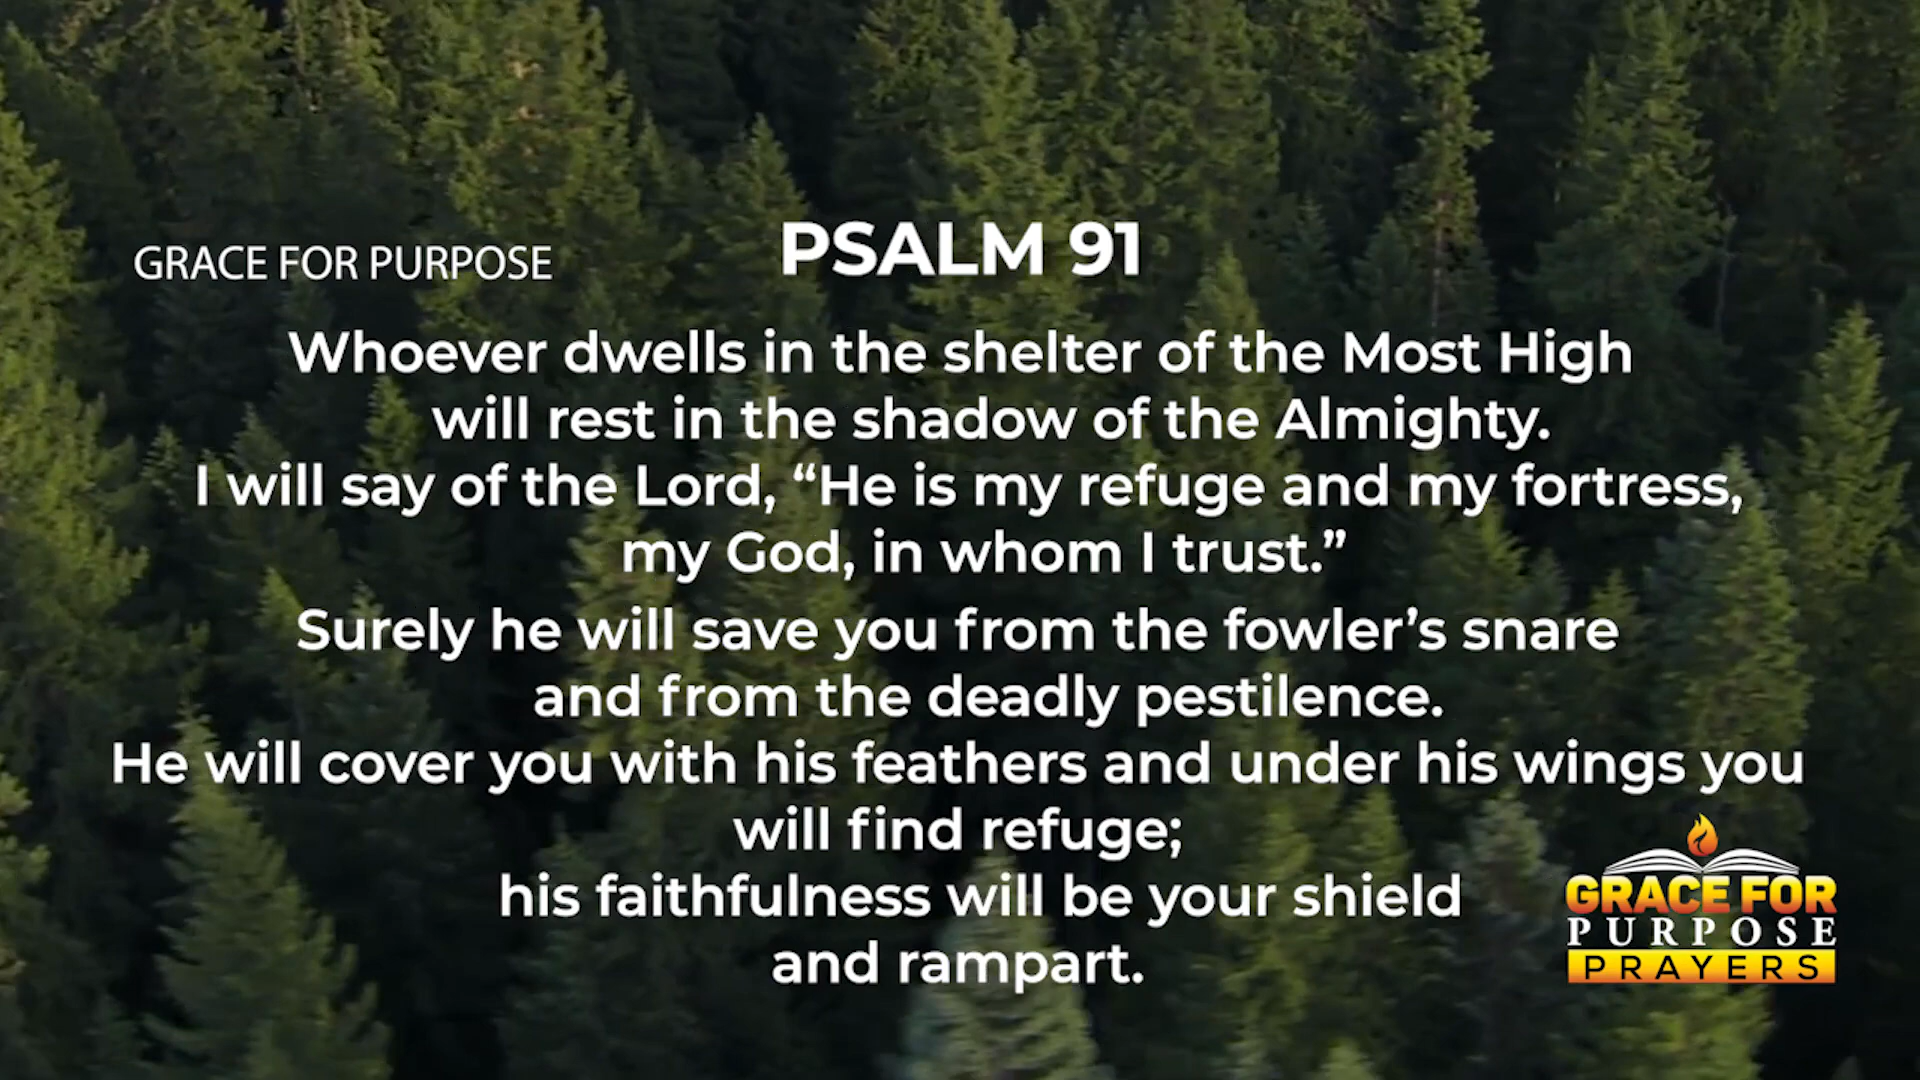 GRACE FOR PURPOSE
PSALM 91
Whoever dwells in the shelter of the Most High
will rest in the shadow of the Almighty.
I will say of the Lord, “He is my refuge and my fortress,
my God, in whom I trust.”
Surely he will save you from the fowler’s snare
and from the deadly pestilence.
He will cover you with his feathers and under his wings you
will find refuge;
his faithfulness will be your shield
and rampart.
GRACE FOR
PURPOSE
PRAYERS